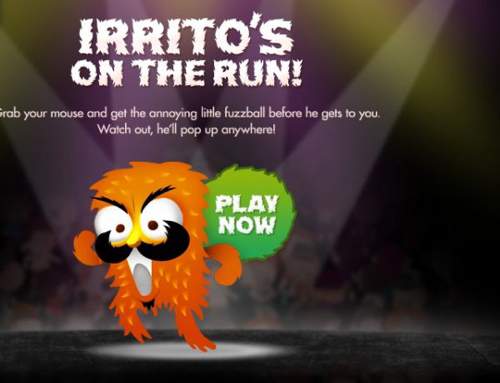 IRRITO'S
ON THE RUN!
Grab your mouse and get the annoying little fuzzball before he gets to you.
Watch out, he'll pop up anywhere!
PLAY
NOW